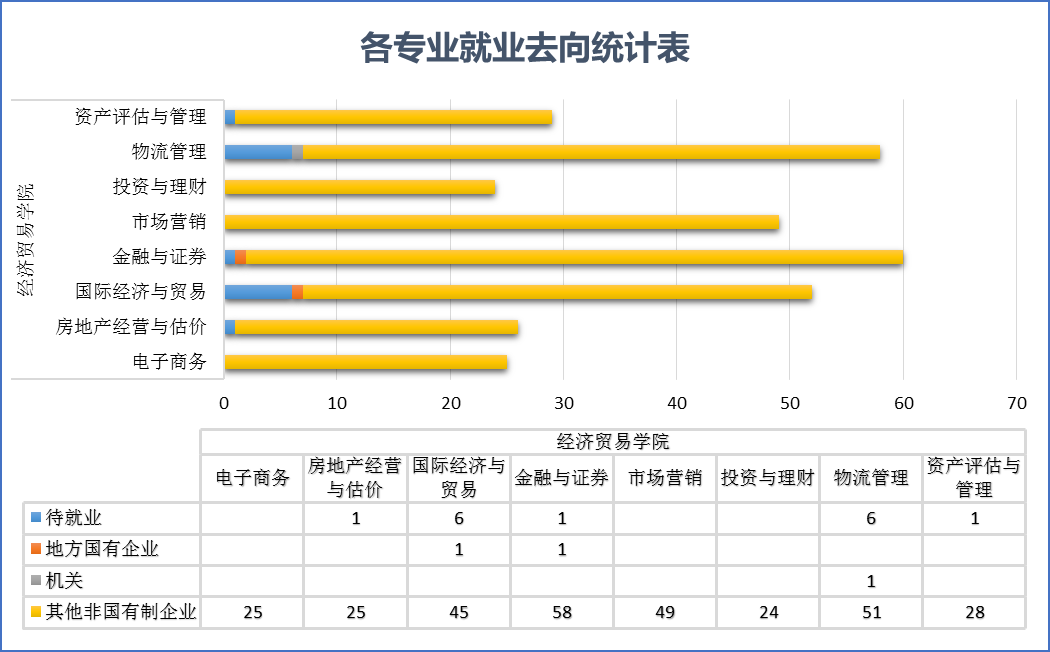 各专业就业去向统计表
经济贸易学院
资产评估与管理
物流管理
投资与理财
市场营销
金融与证券
国际经济与贸易
房地产经营与估价
电子商务
0 10 20 30 40 50 60 70
经济贸易学院
电子商务 房地产经营与估价 国际经济与贸易 金融与证券 市场营销 投资与理财 物流管理 资产评估与管理
待就业 1 6 1 6 1
地方国有企业 1 1
机关 1
其他非国有制企业 25 25 45 58 49 24 51 28